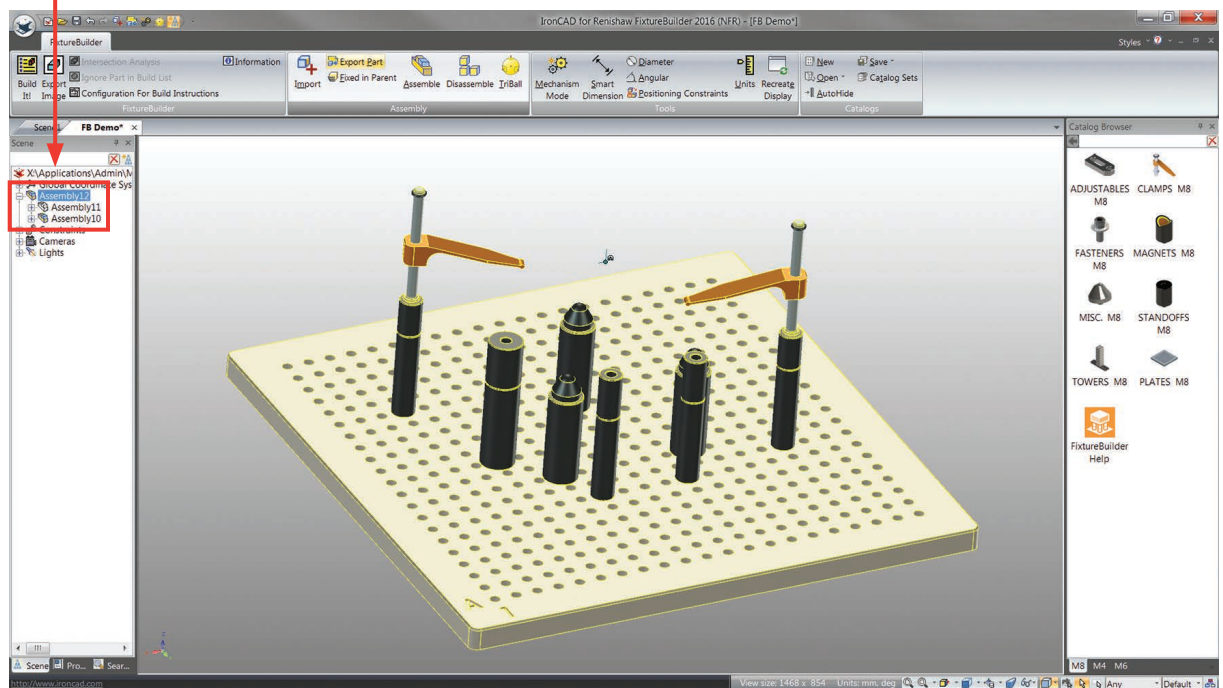 IronCAD for Renishaw FixtureBuilder 2016 (NFR) - [FB Demo*]
FixtureBuilder
Styles
Build It!
Export Image
Intersection Analysis
Ignore Part in Build List
Configuration For Build Instructions
Information
FixtureBuilder
Import
Export Part
Fixed in Parent
Assemble
Disassemble
TriBall
Assembly
Mechanism Mode
Smart Dimension
Diameter
Angular
Positioning Constraints
Units
Recreate Display
Tools
New
Open
AutoHide
Save
Catalog Sets
Catalogs
Scene1
FB Demo*
Scene
X:\Applications\Admin\M
Global Coordinate Sys
Assembly12
Assembly11
Assembly10
Constraints
Cameras
Lights
A
Catalog Browser
ADJUSTABLES M8
CLAMPS M8
FASTENERS M8
MAGNETS M8
MISC. M8
STANDOFFS M8
TOWERS M8
PLATES M8
FixtureBuilder Help
Scene
Pro...
Sear...
M8 M4 M6
http://www.ironcad.com
View size: 1468 x 854
Units: mm, deg
Any
Default